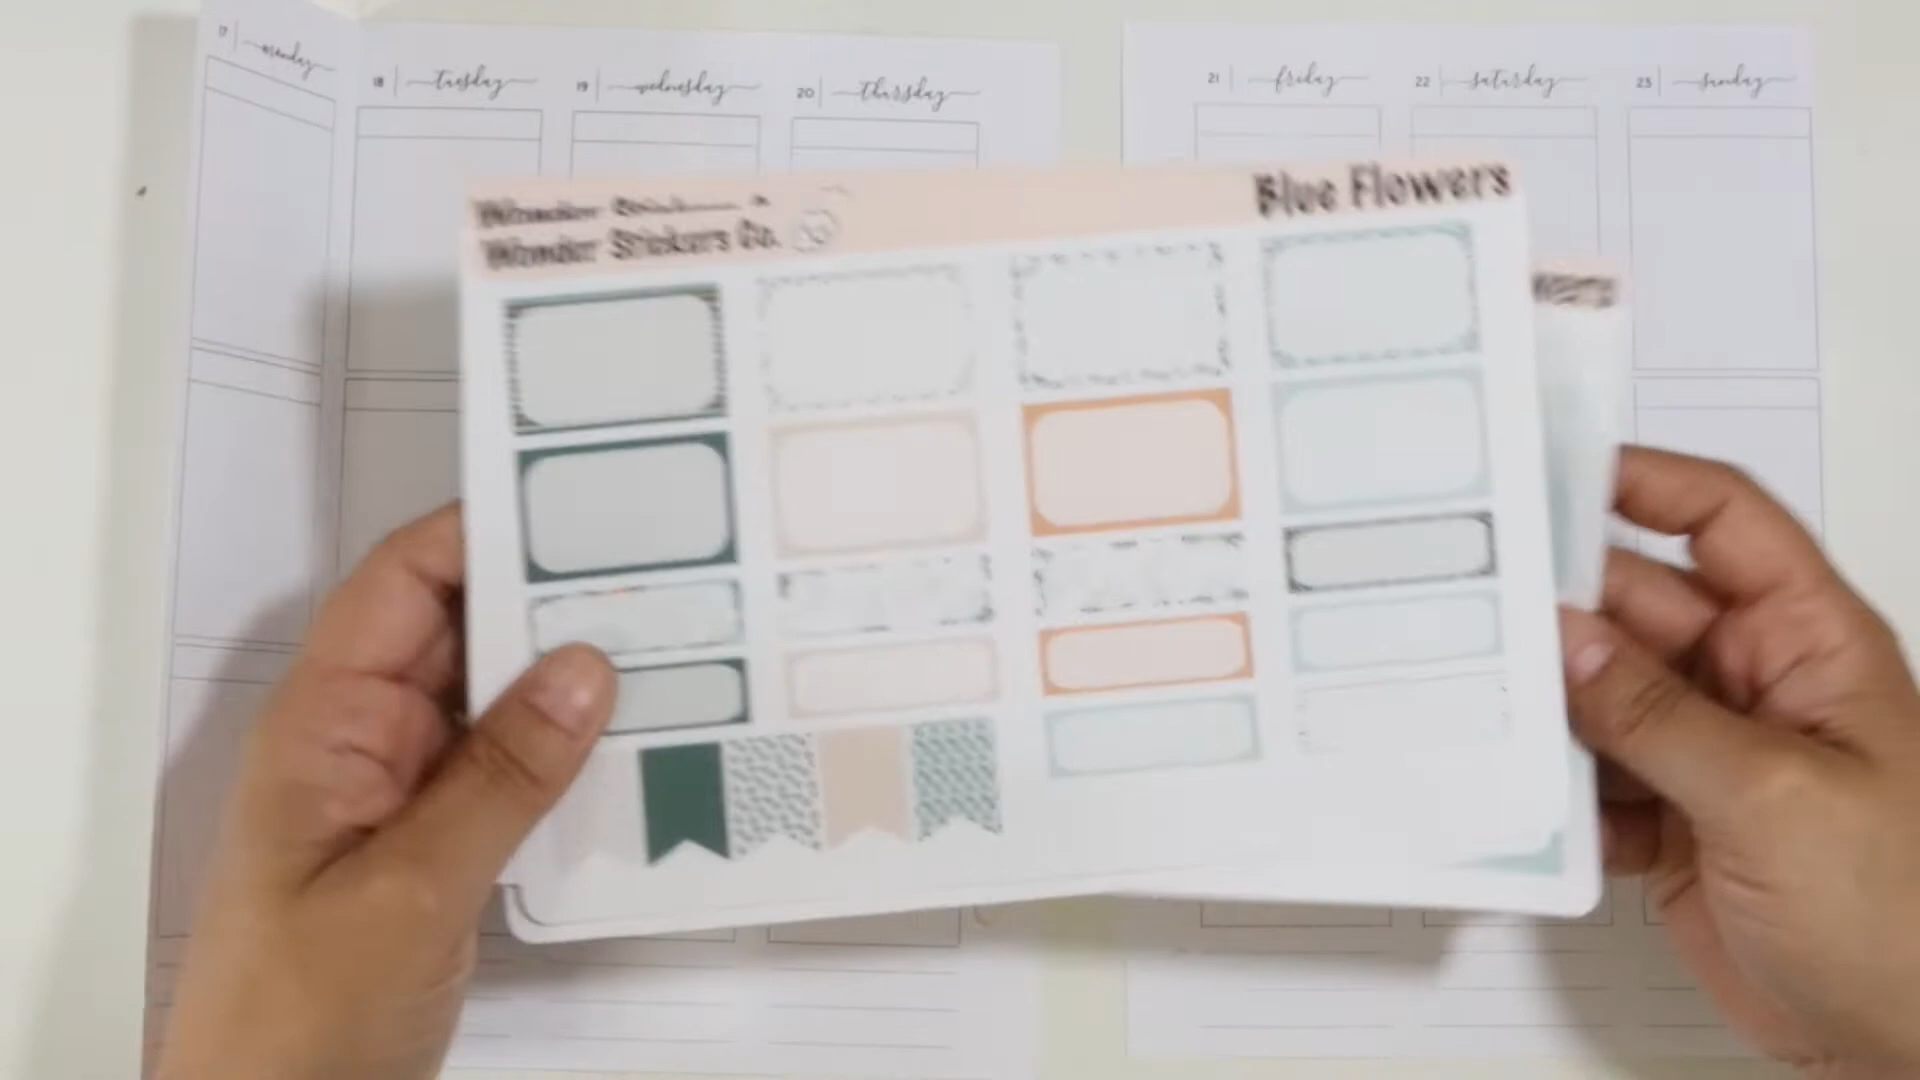 17 monday
18 tuesday
19 wednesday
20 thursday
21 friday
22 saturday
23 sunday
Blue Flowers
Wonder Stickers Co.